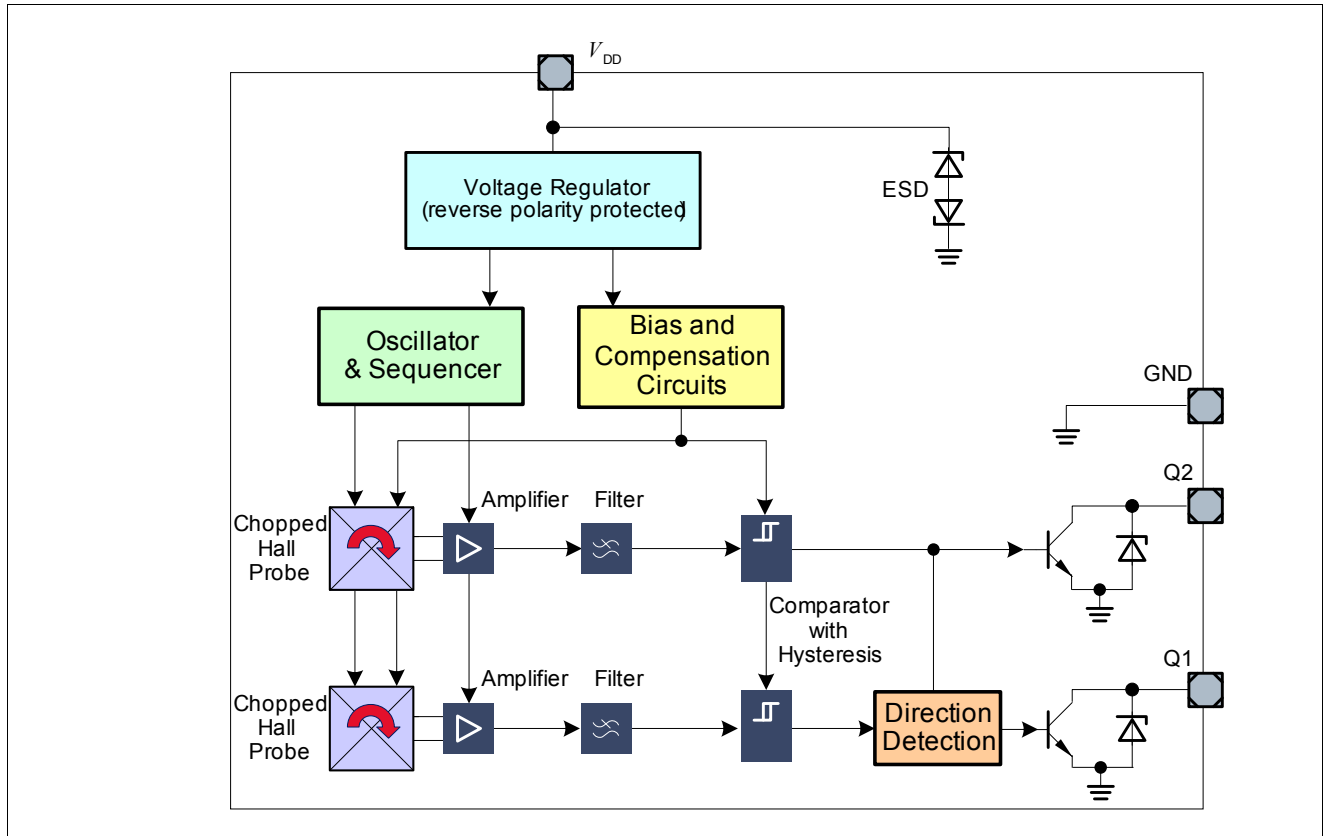 VDD
Voltage Regulator
(reverse polarity protected)
ESD
Oscillator
& Sequencer
Bias and
Compensation
Circuits
GND
Q2
Amplifier
Filter
Chopped
Hall
Probe
Comparator
with
Hysteresis
Q1
Amplifier
Filter
Chopped
Hall
Probe
Direction
Detection